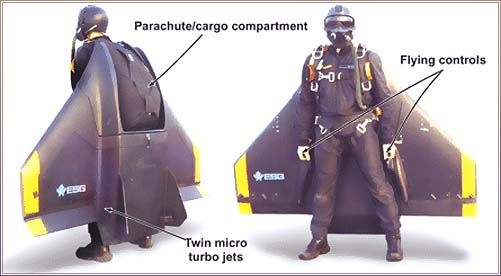 Parachute/cargo compartment
Flying controls
ESG
ESG
Twin micro
turbo jets